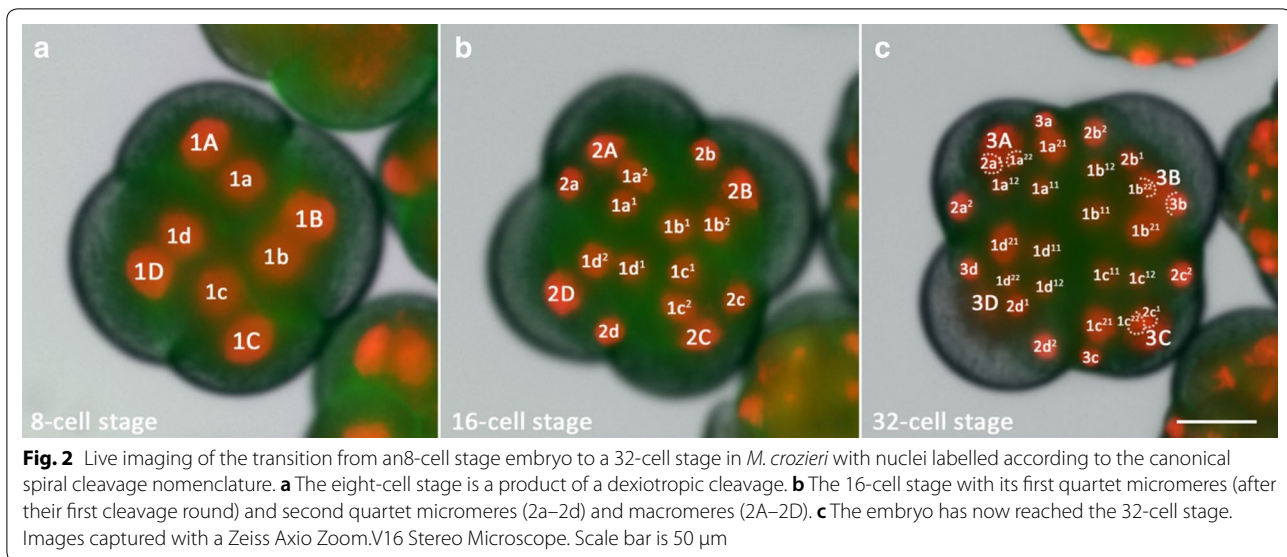 a
1A
1a
1B
1d
1b
1D
1c
1C
8-cell stage
b
2A
2b
2a
1a²
2B
1a¹
1b¹
1b²
1d²
1d¹
1c¹
2D
1c²
2c
2d
2C
16-cell stage
c
3a
2b²
3A
1a²¹
2a¹
1a²²
2b¹
1b¹²
3B
1a¹²
1a¹¹
1b²²
2a²
1b¹¹
3b
1b²¹
1d²¹
1d¹¹
3d
1c¹¹
1c¹²
2c²
1d²²
1d¹²
3D
2d¹
2c¹
1c²¹
1c²²
3C
2d²
3c
32-cell stage
Fig. 2 Live imaging of the transition from an8-cell stage embryo to a 32-cell stage in M. crozieri with nuclei labelled according to the canonical
spiral cleavage nomenclature. a The eight-cell stage is a product of a dexiotropic cleavage. b The 16-cell stage with its first quartet micromeres (after
their first cleavage round) and second quartet micromeres (2a–2d) and macromeres (2A–2D). c The embryo has now reached the 32-cell stage.
Images captured with a Zeiss Axio Zoom.V16 Stereo Microscope. Scale bar is 50 µm